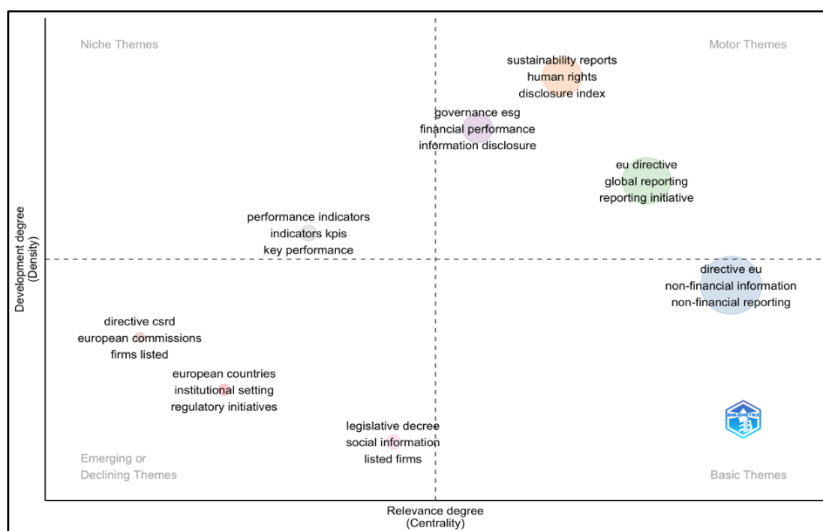 Niche Themes
Motor Themes
sustainability reports
human rights
disclosure index
governance esg
financial performance
information disclosure
eu directive
global reporting
reporting initiative
performance indicators
indicators kpis
key performance
directive eu
non-financial information
non-financial reporting
directive csrd
european commissions
firms listed
european countries
institutional setting
regulatory initiatives
legislative decree
social information
listed firms
Emerging or
Declining Themes
Basic Themes
Development degree
(Density)
Relevance degree
(Centrality)